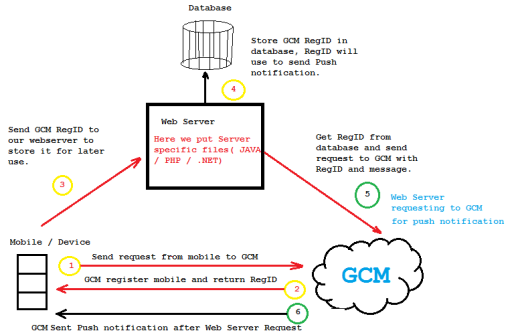 Database
Store GCM RegID in
database, RegID will
use to send Push
notification.
4
Web Server
Here we put Server
specific files( JAVA
/ PHP / .NET)
Send GCM RegID to
our webserver to
store it for later
use.
3
Get RegID from
database and send
request to GCM with
RegID and message.
5
Web Server
requesting to GCM
for push notification
Mobile / Device
Send request from mobile to GCM
1
GCM register mobile and return RegID
2
GCM
6
GCM Sent Push notification after Web Server Request